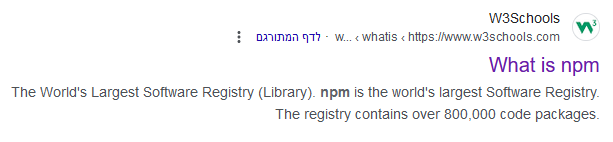 W3Schools
https://www.w3schools.com › whatis › w... · לדף המתורגם
What is npm
The World's Largest Software Registry (Library). npm is the world's largest Software Registry.
The registry contains over 800,000 code packages.